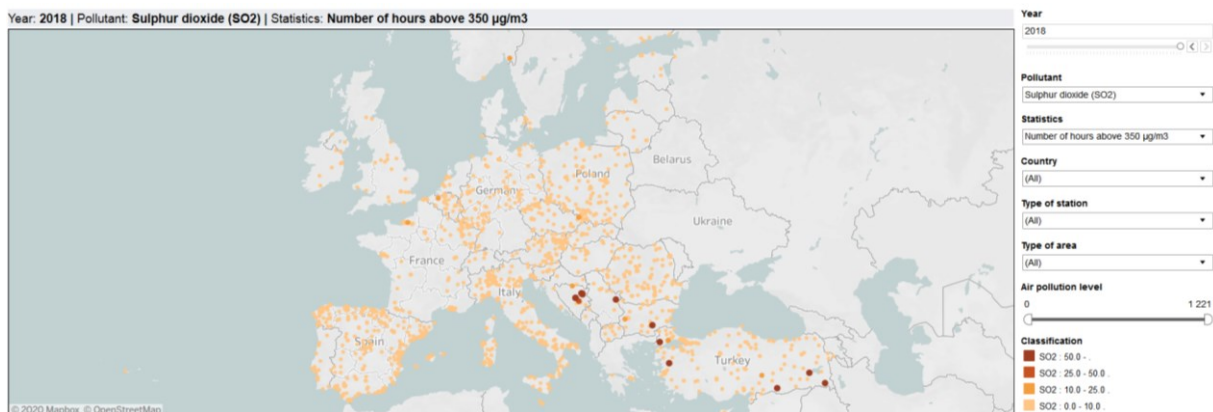 Year: 2018 | Pollutant: Sulphur dioxide (SO2) | Statistics: Number of hours above 350 µg/m3
Belarus
Poland
German
Ukraine
France
Italy
Spain
Turkey
© 2020 Mapbox © OpenStreetMap
Year
2018
Pollutant
Sulphur dioxide (SO2)
Statistics
Number of hours above 350 µg/m3
Country
(All)
Type of station
(All)
Type of area
(All)
Air pollution level
0 1 221
Classification
SO2 : 50.0 - .
SO2 : 25.0 - 50.0 .
SO2 : 10.0 - 25.0 .
SO2 : 0.0 - 10.0 .